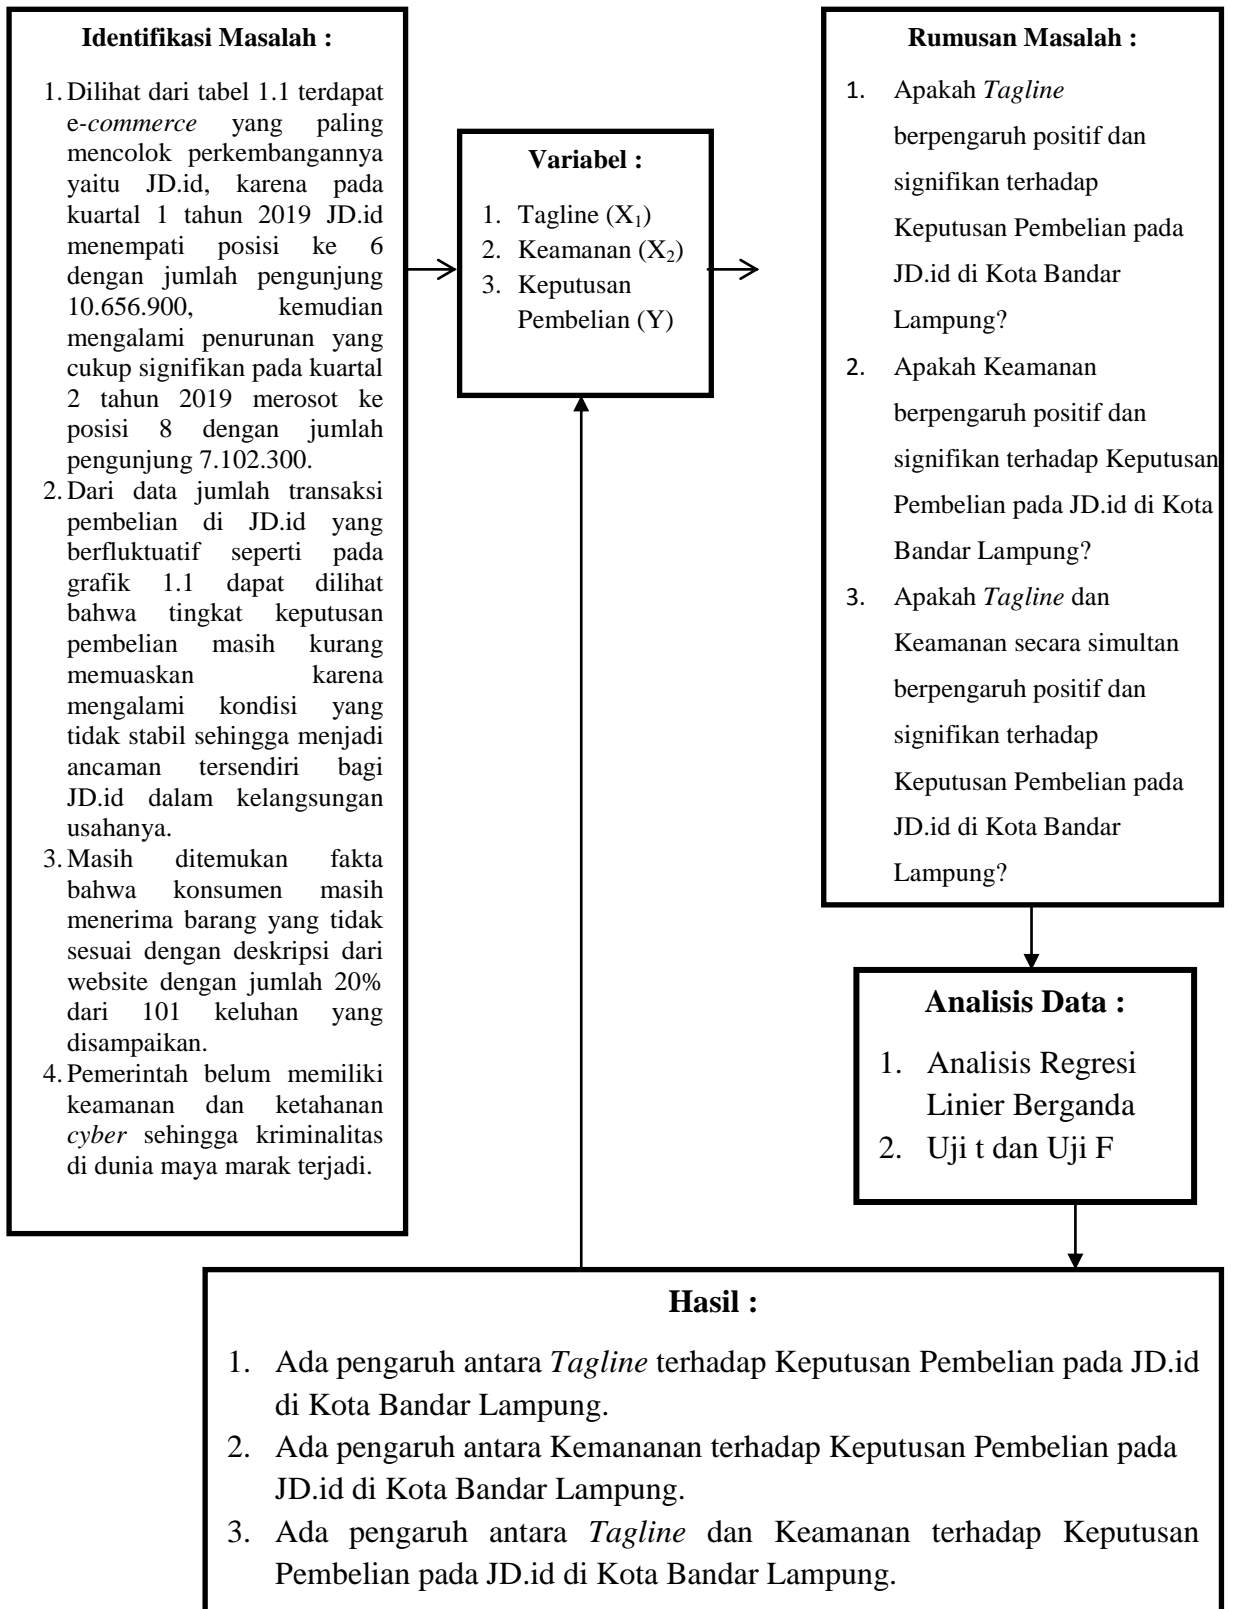 Identifikasi Masalah :
1. Dilihat dari tabel 1.1 terdapat
e-commerce yang paling
mencolok perkembangannya
yaitu JD.id, karena pada
kuartal 1 tahun 2019 JD.id
menempati posisi ke 6
dengan jumlah pengunjung
10.656.900, kemudian
mengalami penurunan yang
cukup signifikan pada kuartal
2 tahun 2019 merosot ke
posisi 8 dengan jumlah
pengunjung 7.102.300.
2. Dari data jumlah transaksi
pembelian di JD.id yang
berfluktuatif seperti pada
grafik 1.1 dapat dilihat
bahwa tingkat keputusan
pembelian masih kurang
memuaskan karena
mengalami kondisi yang
tidak stabil sehingga menjadi
ancaman tersendiri bagi
JD.id dalam kelangsungan
usahanya.
3. Masih ditemukan fakta
bahwa konsumen masih
menerima barang yang tidak
sesuai dengan deskripsi dari
website dengan jumlah 20%
dari 101 keluhan yang
disampaikan.
4. Pemerintah belum memiliki
keamanan dan ketahanan
cyber sehingga kriminalitas
di dunia maya marak terjadi.
Variabel :
1. Tagline (X₁)
2. Keamanan (X₂)
3. Keputusan
Pembelian (Y)
Rumusan Masalah :
1. Apakah Tagline
berpengaruh positif dan
signifikan terhadap
Keputusan Pembelian pada
JD.id di Kota Bandar
Lampung?
2. Apakah Keamanan
berpengaruh positif dan
signifikan terhadap Keputusan
Pembelian pada JD.id di Kota
Bandar Lampung?
3. Apakah Tagline dan
Keamanan secara simultan
berpengaruh positif dan
signifikan terhadap
Keputusan Pembelian pada
JD.id di Kota Bandar
Lampung?
Analisis Data :
1. Analisis Regresi
Linier Berganda
2. Uji t dan Uji F
Hasil :
1. Ada pengaruh antara Tagline terhadap Keputusan Pembelian pada JD.id
di Kota Bandar Lampung.
2. Ada pengaruh antara Kemananan terhadap Keputusan Pembelian pada
JD.id di Kota Bandar Lampung.
3. Ada pengaruh antara Tagline dan Keamanan terhadap Keputusan
Pembelian pada JD.id di Kota Bandar Lampung.